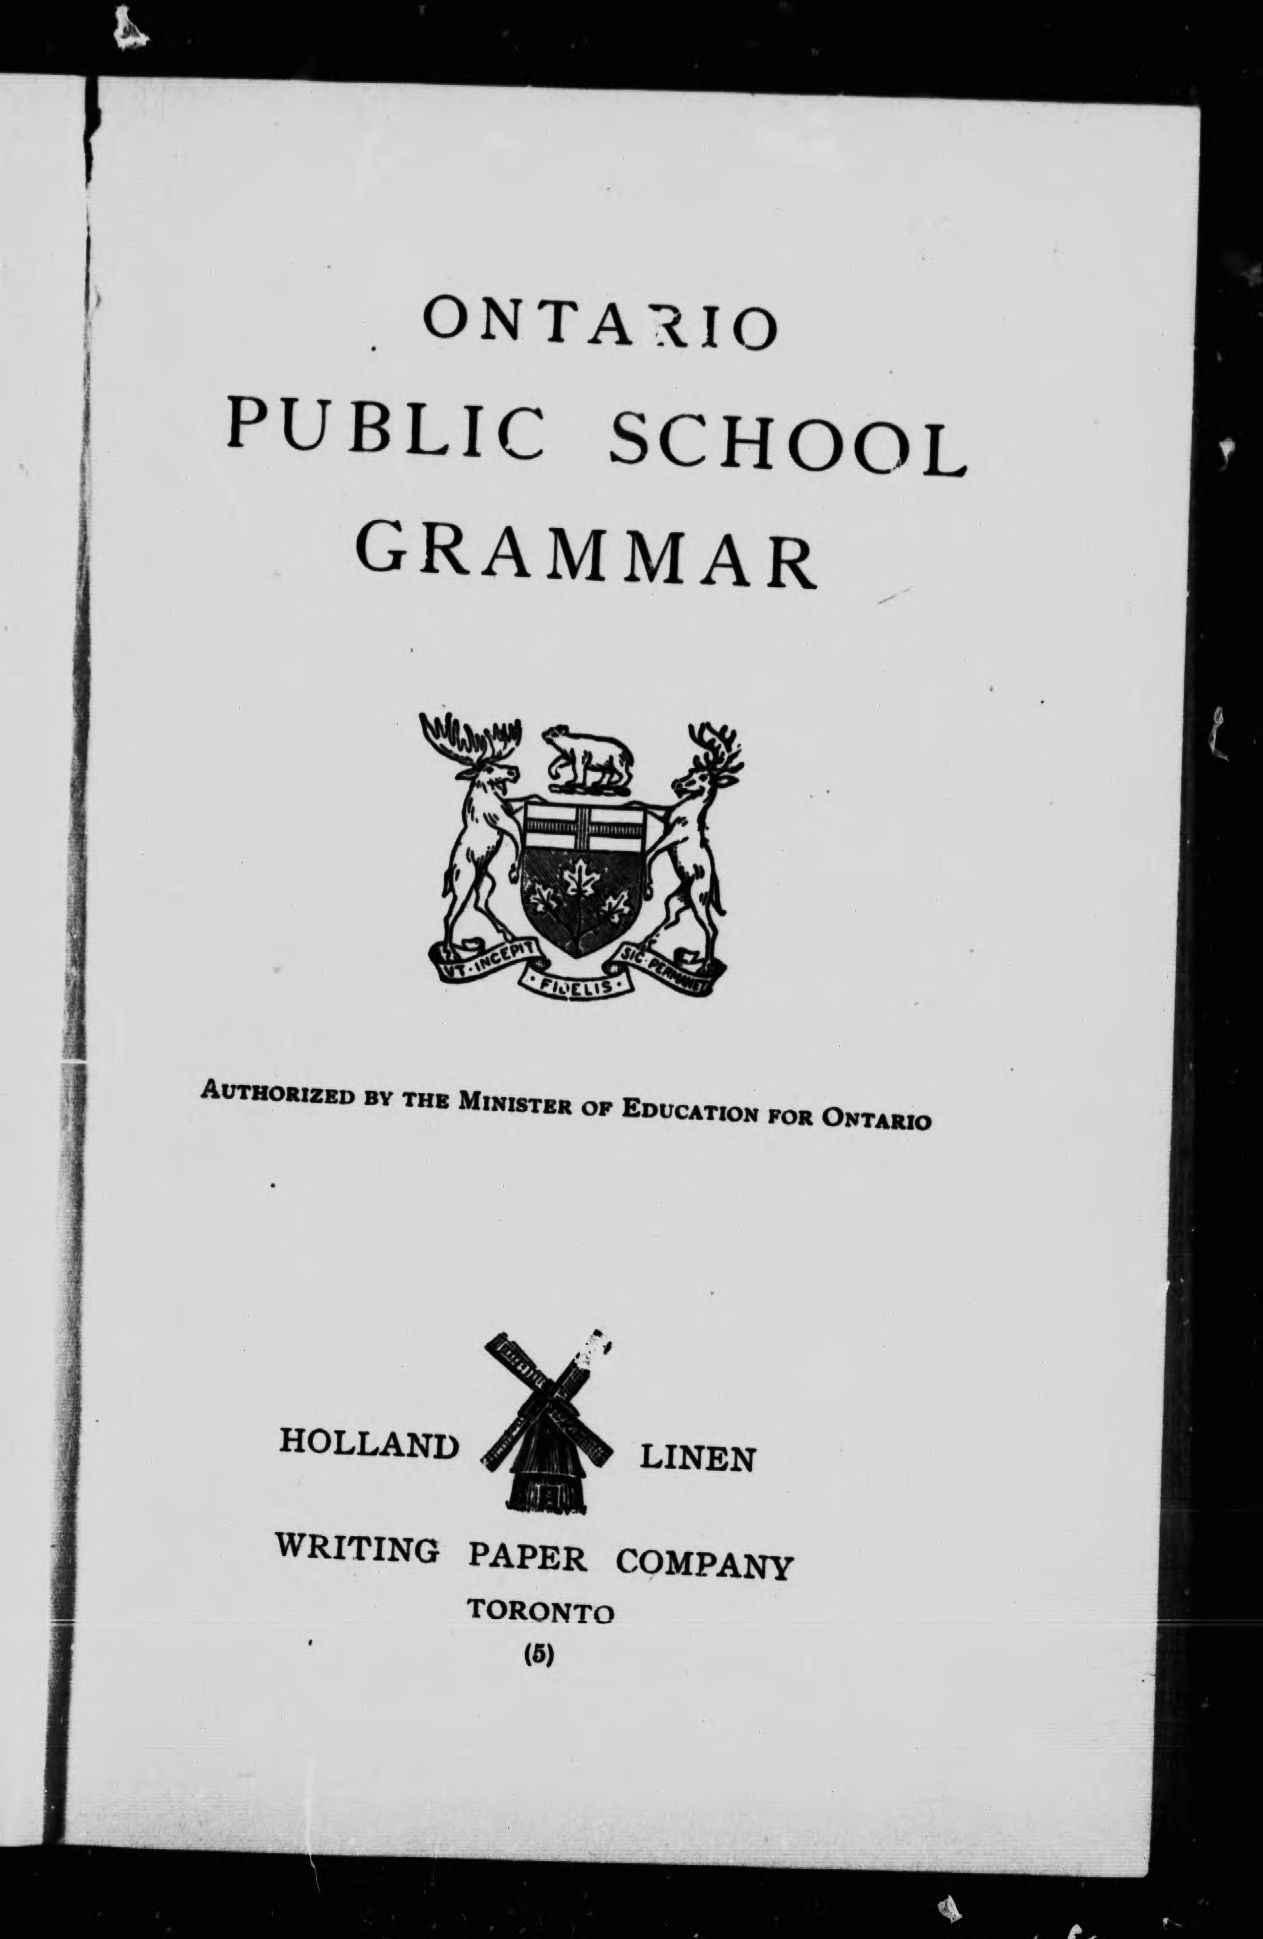 ONTARIO
PUBLIC SCHOOL
GRAMMAR
VT·INCEPIT
·FIDELIS·
SIC·PERMANET
AUTHORIZED BY THE MINISTER OF EDUCATION FOR ONTARIO
HOLLAND LINEN
WRITING PAPER COMPANY
TORONTO
(5)